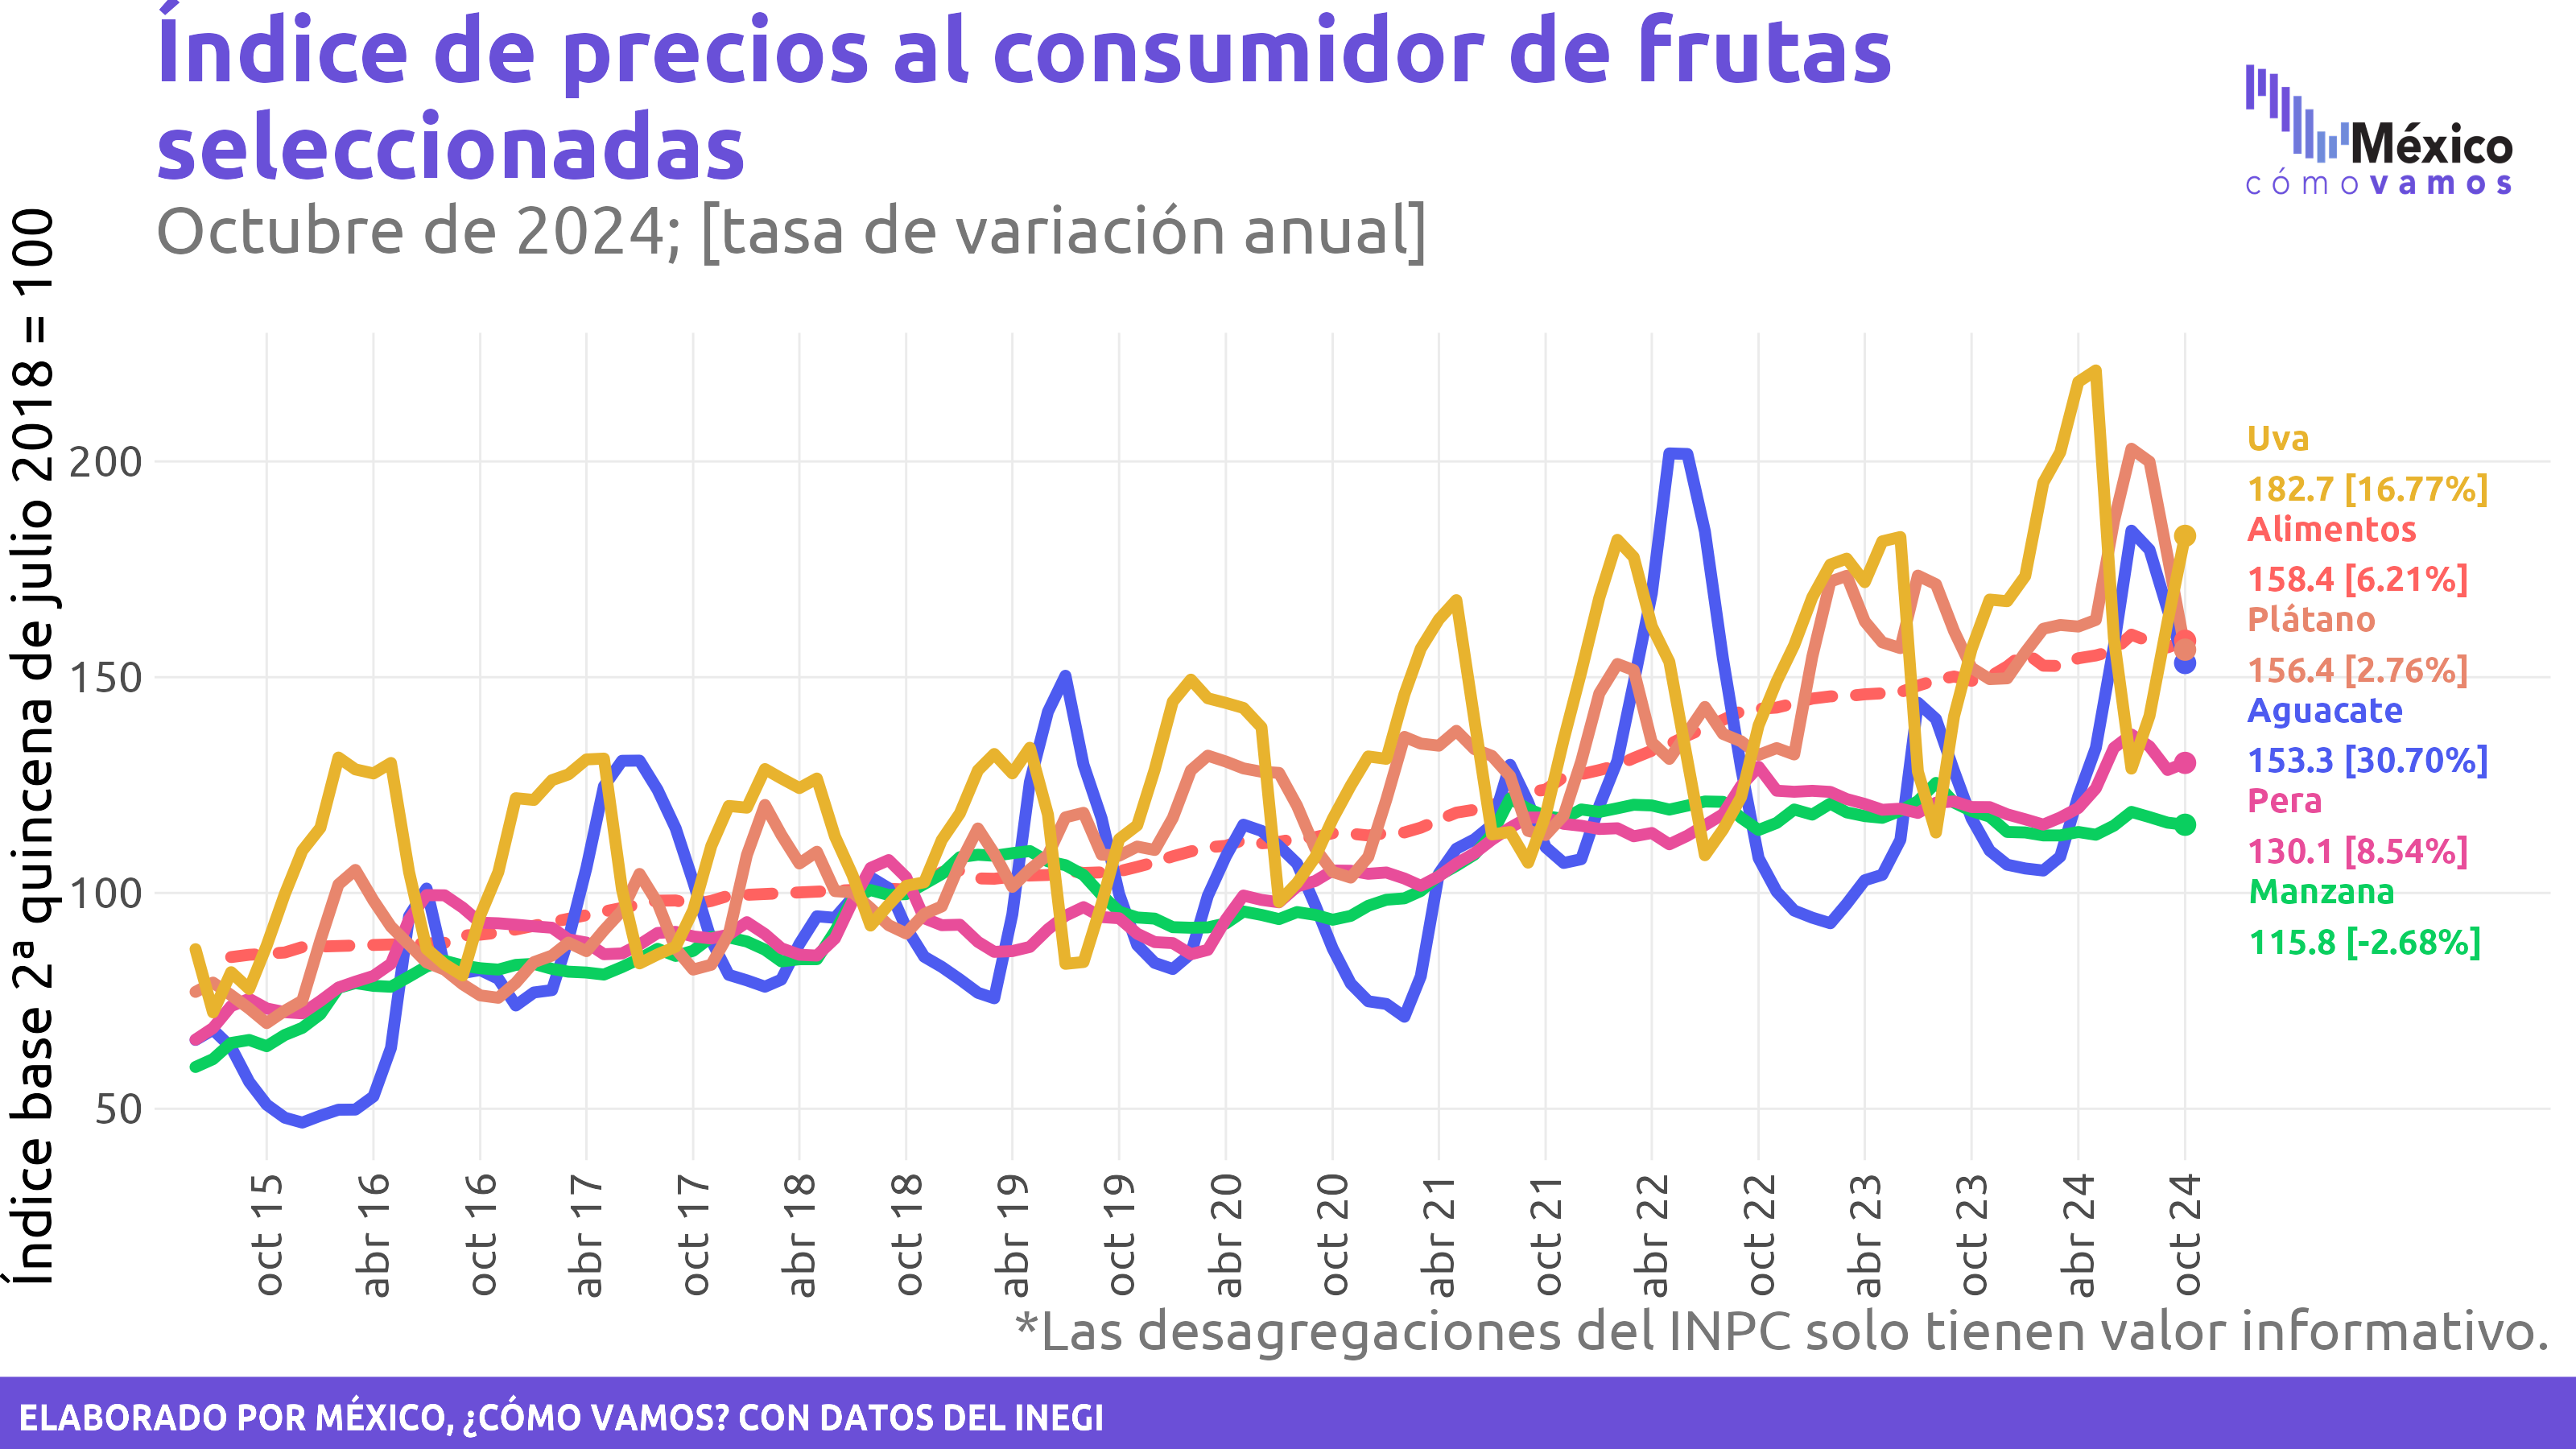 Índice de precios al consumidor de frutas
seleccionadas
Octubre de 2024; [tasa de variación anual]
México
cómo vamos
Índice base 2ª quincena de julio 2018 = 100
200
150
100
50
Uva
182.7 [16.77%]
Alimentos
158.4 [6.21%]
Plátano
156.4 [2.76%]
Aguacate
153.3 [30.70%]
Pera
130.1 [8.54%]
Manzana
115.8 [-2.68%]
oct 15
abr 16
oct 16
abr 17
oct 17
abr 18
oct 18
abr 19
oct 19
abr 20
oct 20
abr 21
oct 21
abr 22
oct 22
abr 23
oct 23
abr 24
oct 24
*Las desagregaciones del INPC solo tienen valor informativo.
ELABORADO POR MÉXICO, ¿CÓMO VAMOS? CON DATOS DEL INEGI